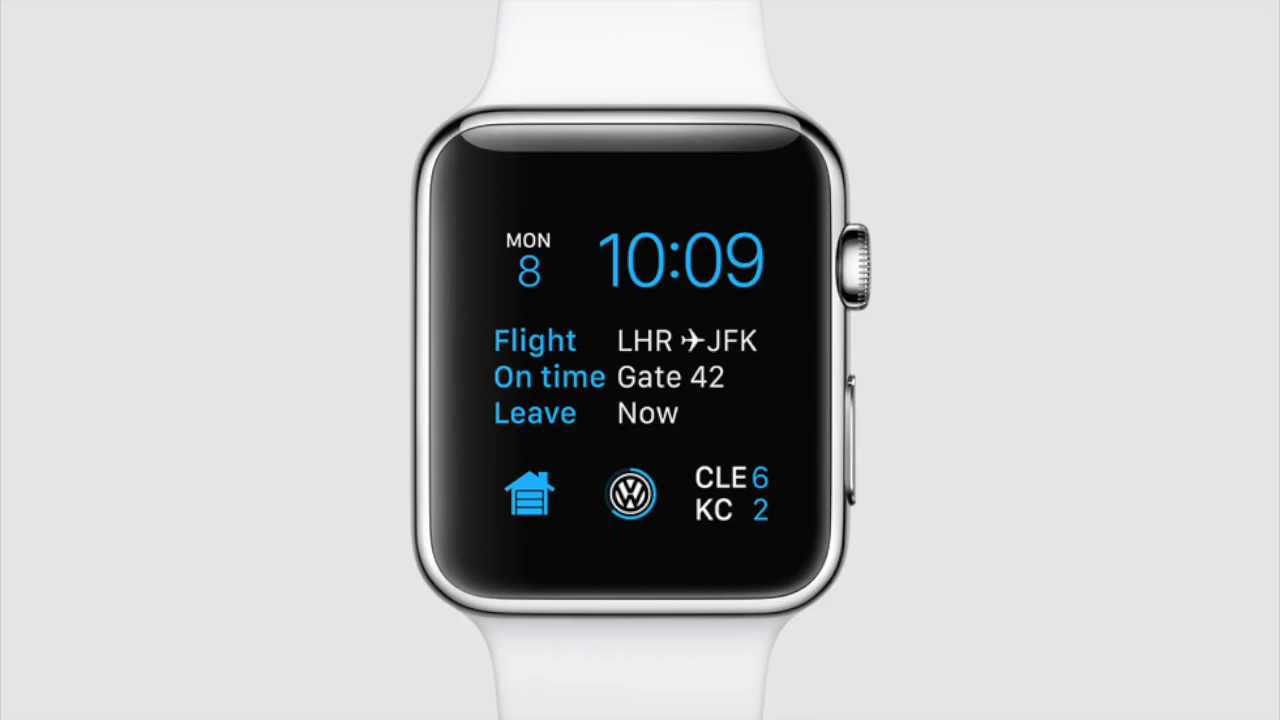 MON
8
10:09
Flight LHR ✈JFK
On time Gate 42
Leave Now
CLE 6
KC 2